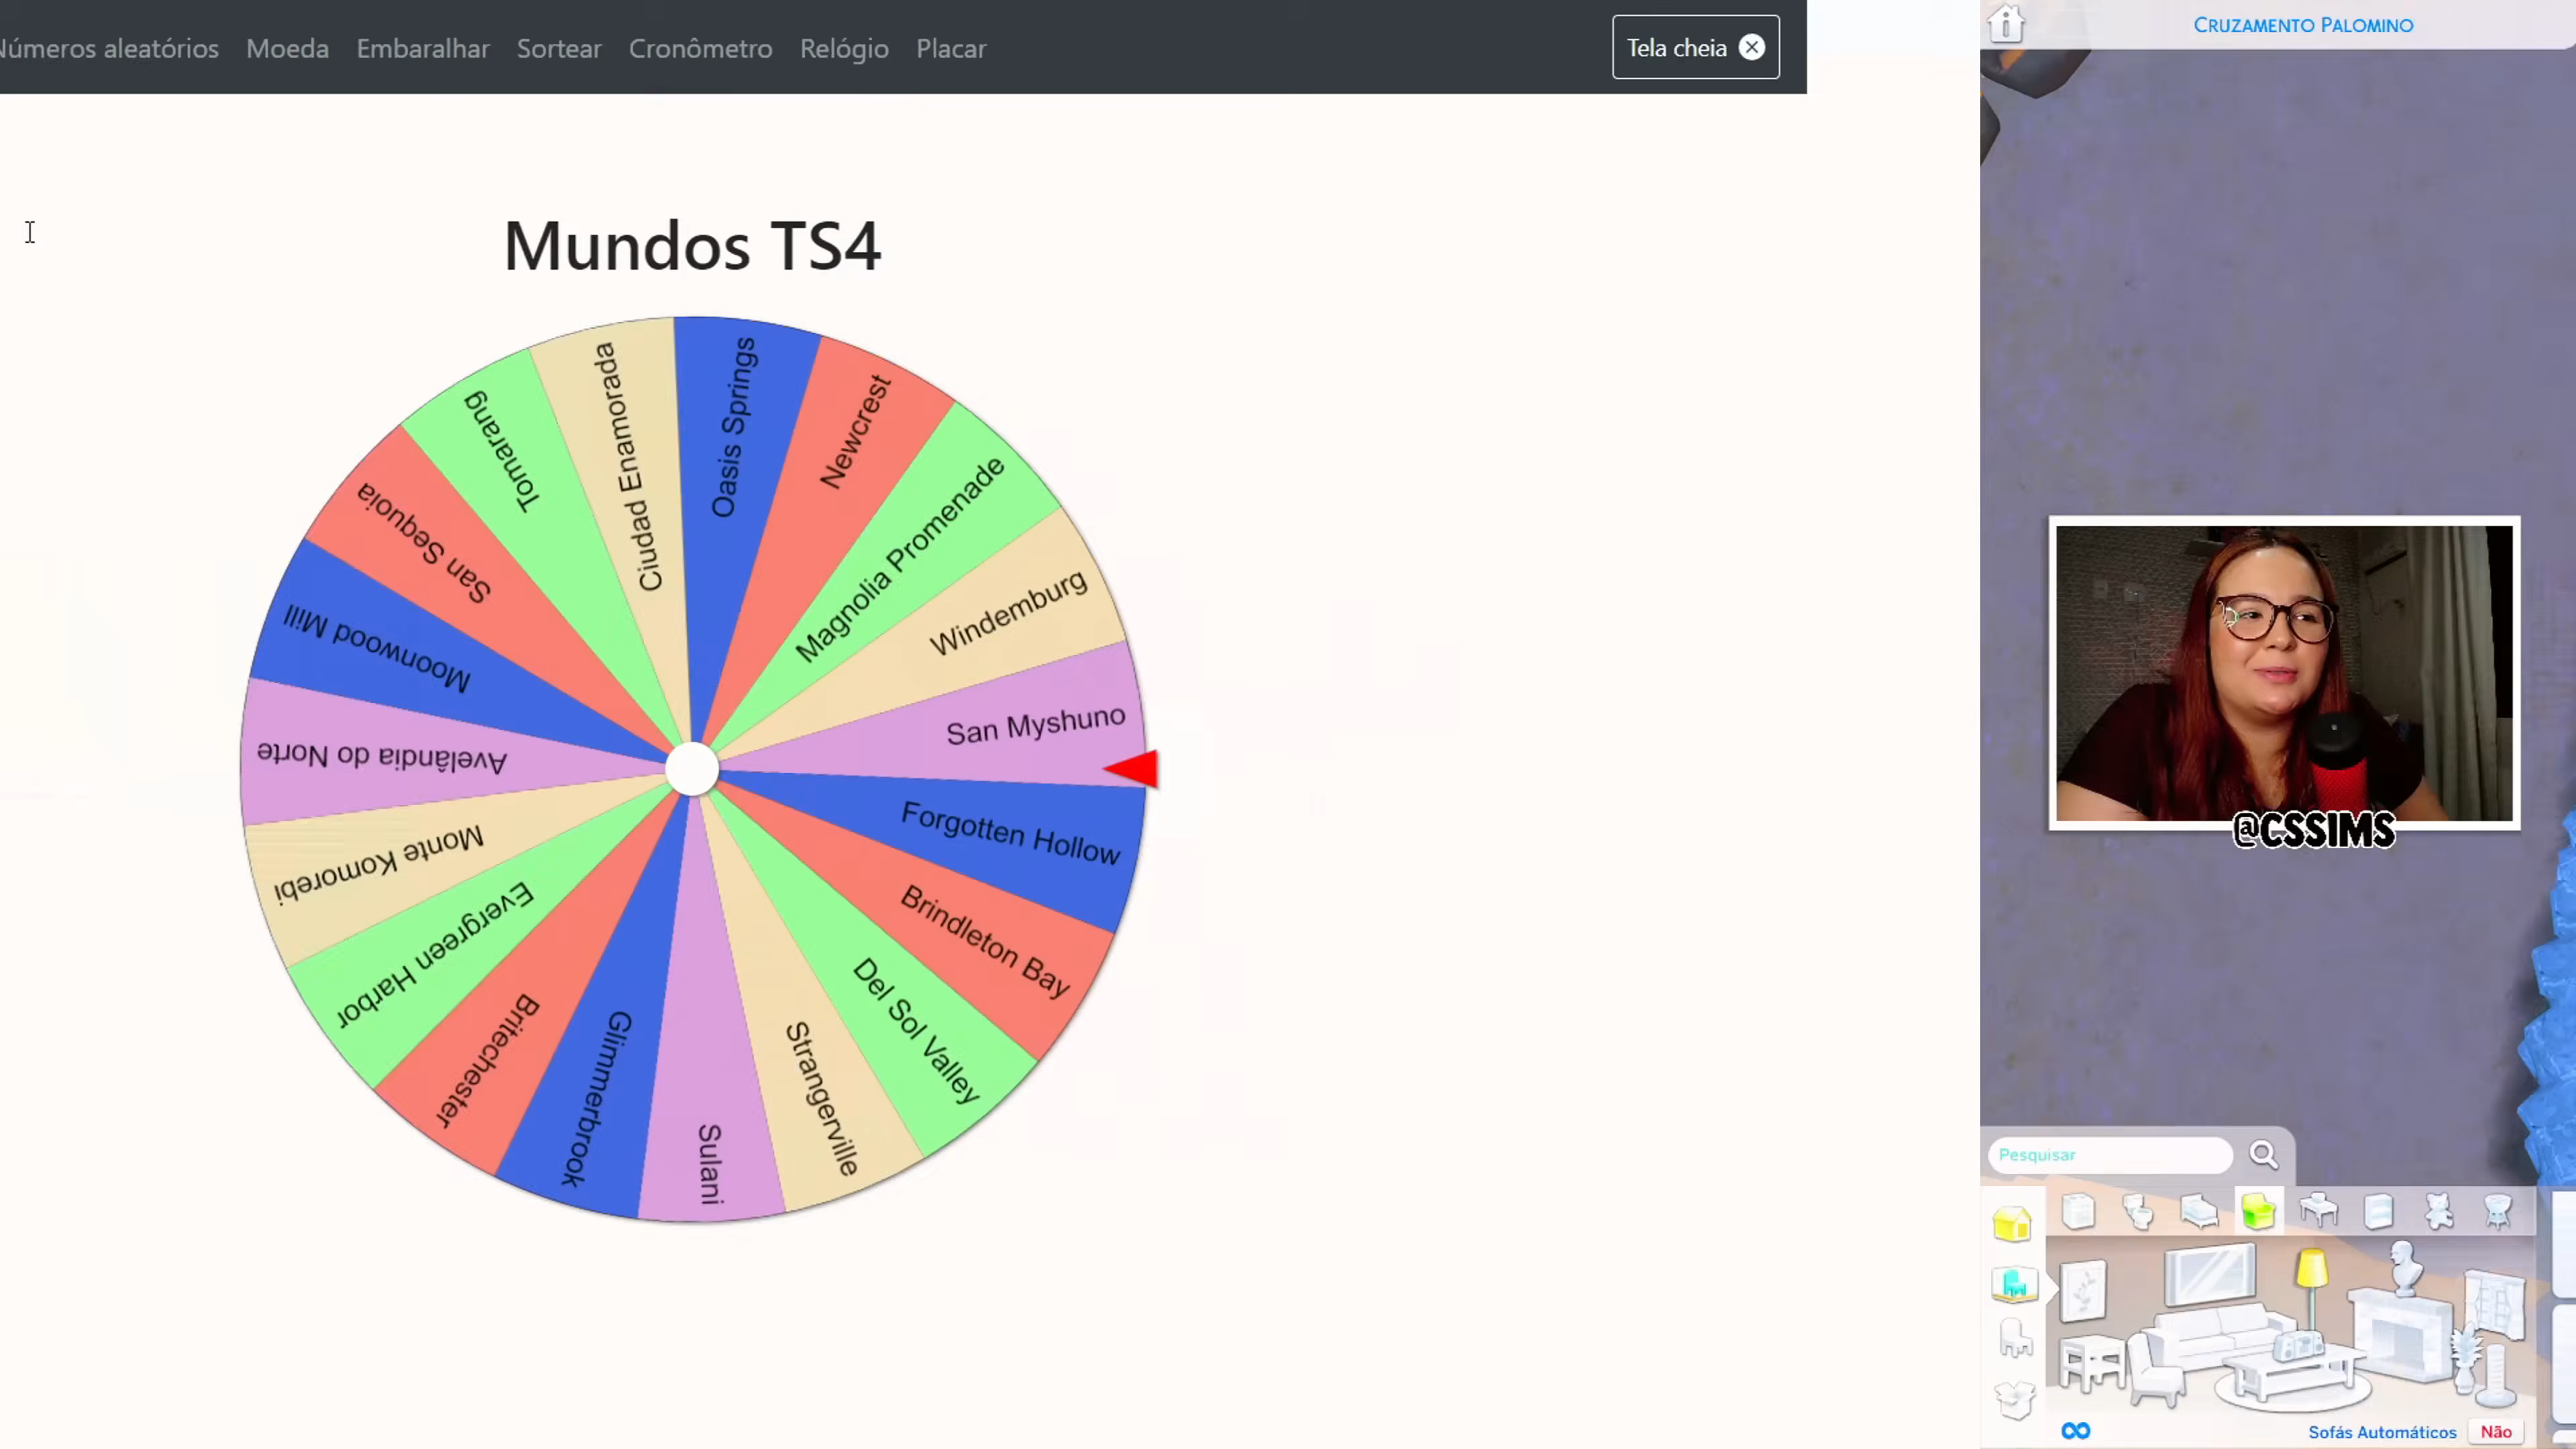 Números aleatórios Moeda Embaralhar Sortear Cronômetro Relógio Placar
Tela cheia
Mundos TS4
Oasis Springs
Newcrest
Magnolia Promenade
Windemburg
San Myshuno
Forgotten Hollow
Brindleton Bay
Del Sol Valley
Strangerville
Sulani
Glimmerbrook
Britechester
Evergreen Harbor
Monte Komorebi
Avelândia do Norte
Moonwood Mill
San Sequoia
Tomarang
Ciudad Enamorada
Cruzamento Palomino
@CSSIMS
Pesquisar
Sofás Automáticos Não